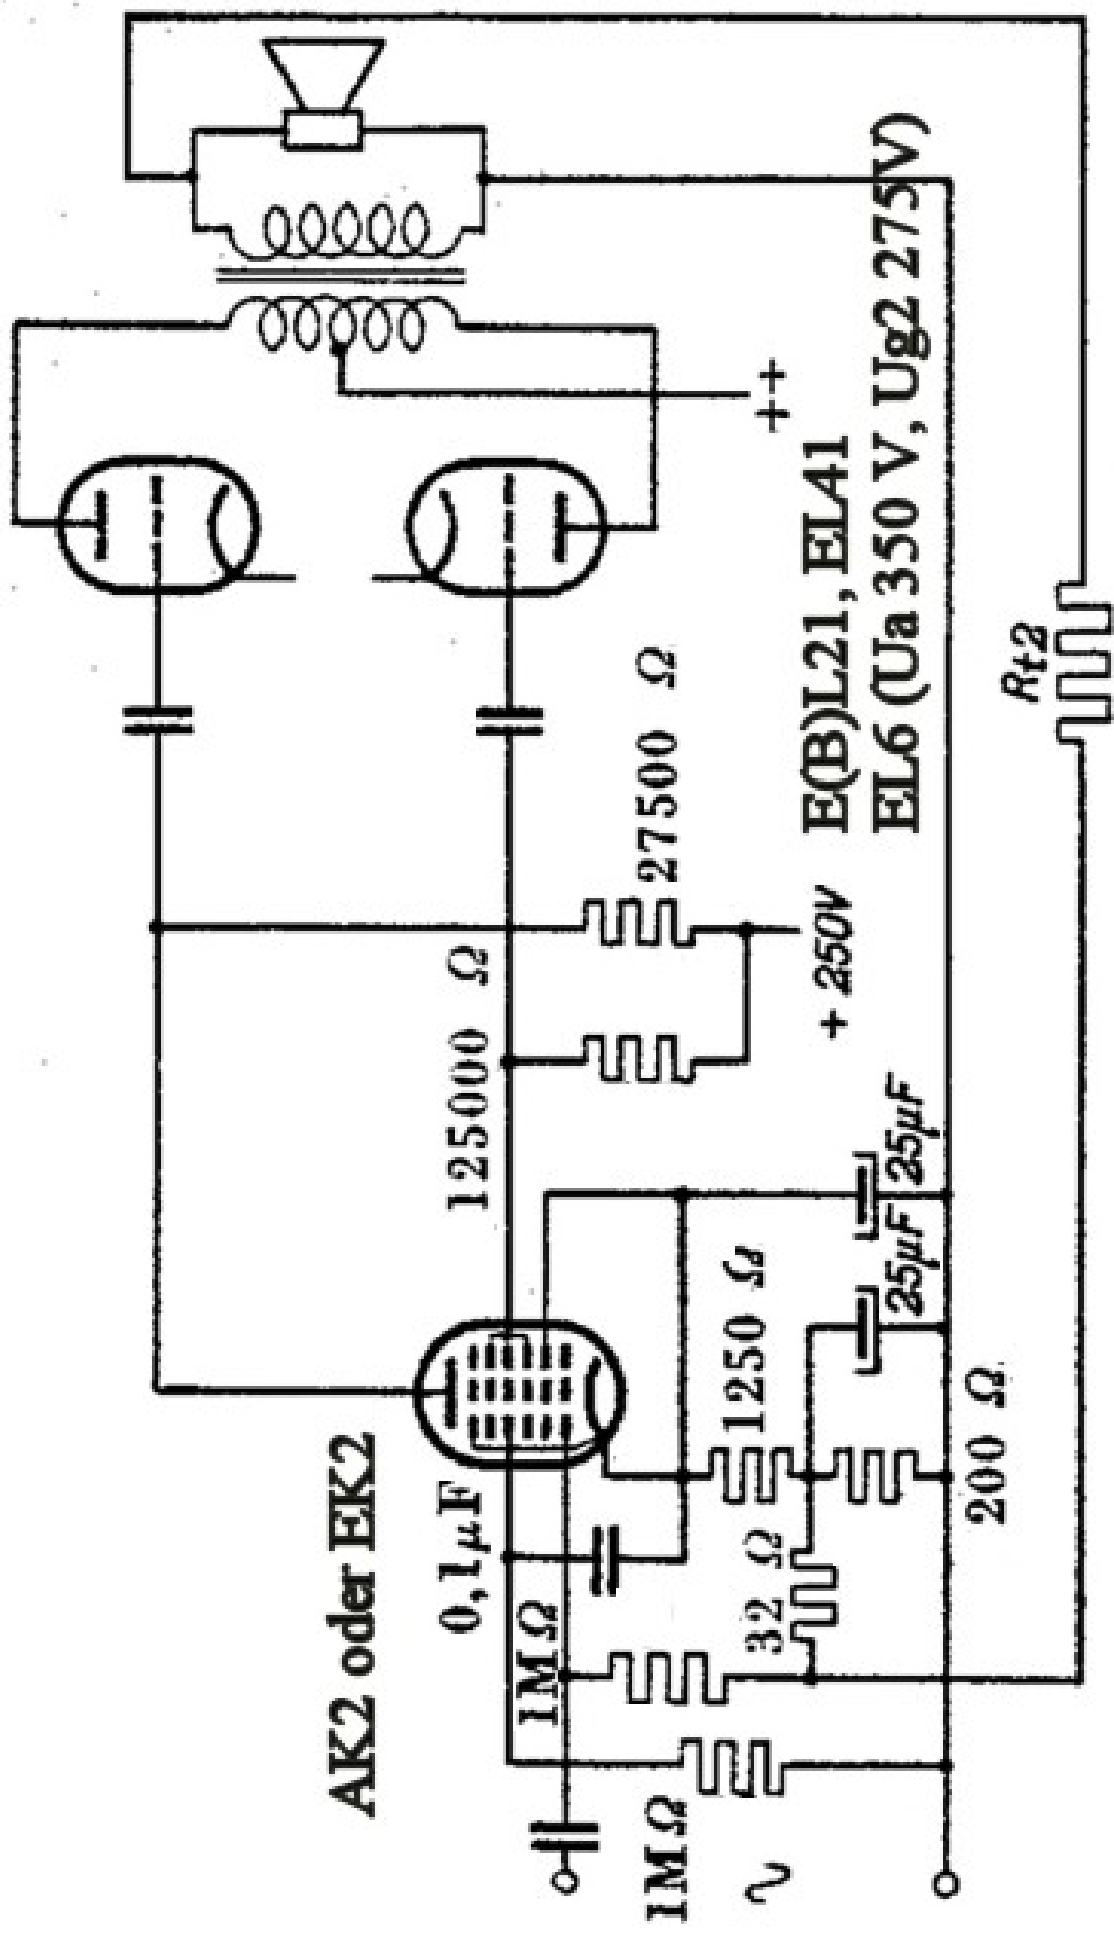 AK2 oder EK2
0,1µF
1MΩ
1MΩ
~
32 Ω
1250 Ω
200 Ω
25µF
25µF
12500 Ω
27500 Ω
+ 250V
++
E(B)L21, EL41
EL6 (Ua 350 V, Ug2 275V)
Rt2